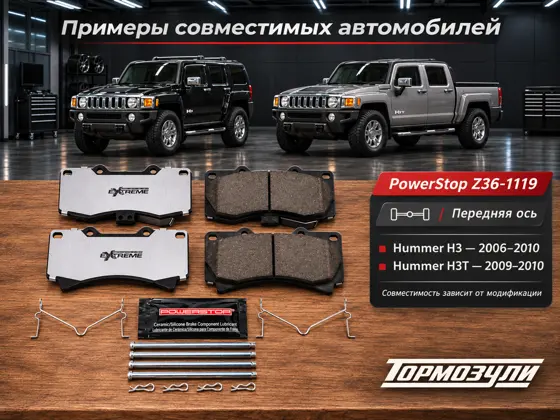 Примеры совместимых автомобилей
PowerStop Z36-1119
Передняя ось
Hummer H3 — 2006–2010
Hummer H3T — 2009–2010
Совместимость зависит от модификации
EXTREME
EXTREME
POWERSTOP
Ceramic/Silicone Brake Component Lubricant
ТОРМОЗУЛИ